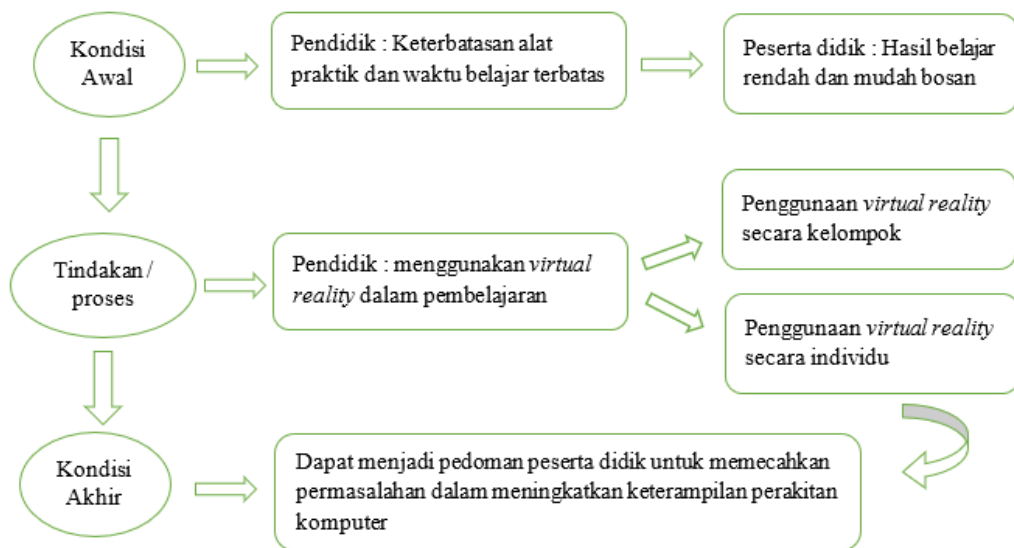 Kondisi
Awal
Pendidik : Keterbatasan alat
praktik dan waktu belajar terbatas
Peserta didik : Hasil belajar
rendah dan mudah bosan
Tindakan /
proses
Pendidik : menggunakan virtual
reality dalam pembelajaran
Penggunaan virtual reality
secara kelompok
Penggunaan virtual reality
secara individu
Kondisi
Akhir
Dapat menjadi pedoman peserta didik untuk memecahkan
permasalahan dalam meningkatkan keterampilan perakitan
komputer